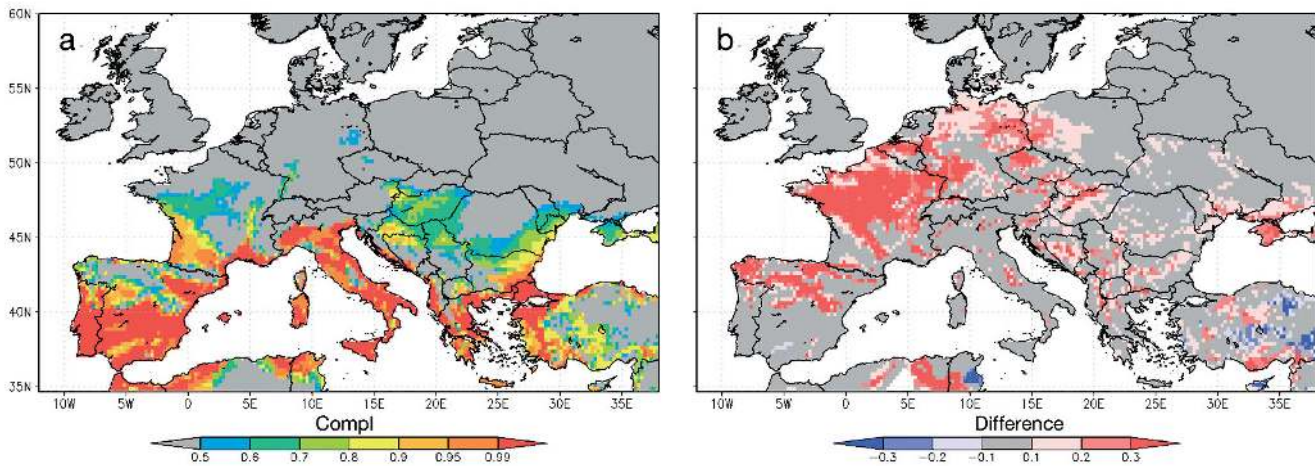 60N
55N
50N
45N
40N
35N
a
b
10W 5W 0 5E 10E 15E 20E 25E 30E 35E
10W 5W 0 5E 10E 15E 20E 25E 30E 35E
Compl
Difference
0.5 0.6 0.7 0.8 0.9 0.95 0.99
-0.3 -0.2 -0.1 0.1 0.2 0.3